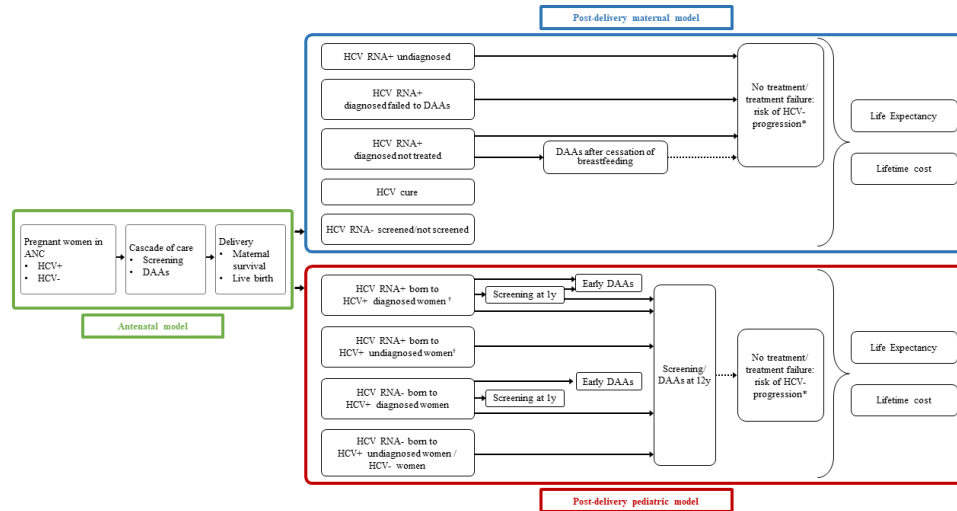 Post-delivery maternal model
HCV RNA+ undiagnosed
HCV RNA+
diagnosed failed to DAAs
HCV RNA+
diagnosed not treated
DAAs after cessation of
breastfeeding
HCV cure
HCV RNA- screened/not screened
No treatment/
treatment failure:
risk of HCV-
progression*
Life Expectancy
Lifetime cost
Pregnant women in
ANC
• HCV+
• HCV-
Cascade of care
• Screening
• DAAs
Delivery
• Maternal
survival
• Live birth
Antenatal model
HCV RNA+ born to
HCV+ diagnosed women †
Screening at 1y
Early DAAs
HCV RNA+ born to
HCV+ undiagnosed women†
HCV RNA- born to
HCV+ diagnosed women
Early DAAs
Screening at 1y
HCV RNA- born to
HCV+ undiagnosed women /
HCV- women
Screening/
DAAs at 12y
No treatment/
treatment failure:
risk of HCV-
progression*
Life Expectancy
Lifetime cost
Post-delivery pediatric model